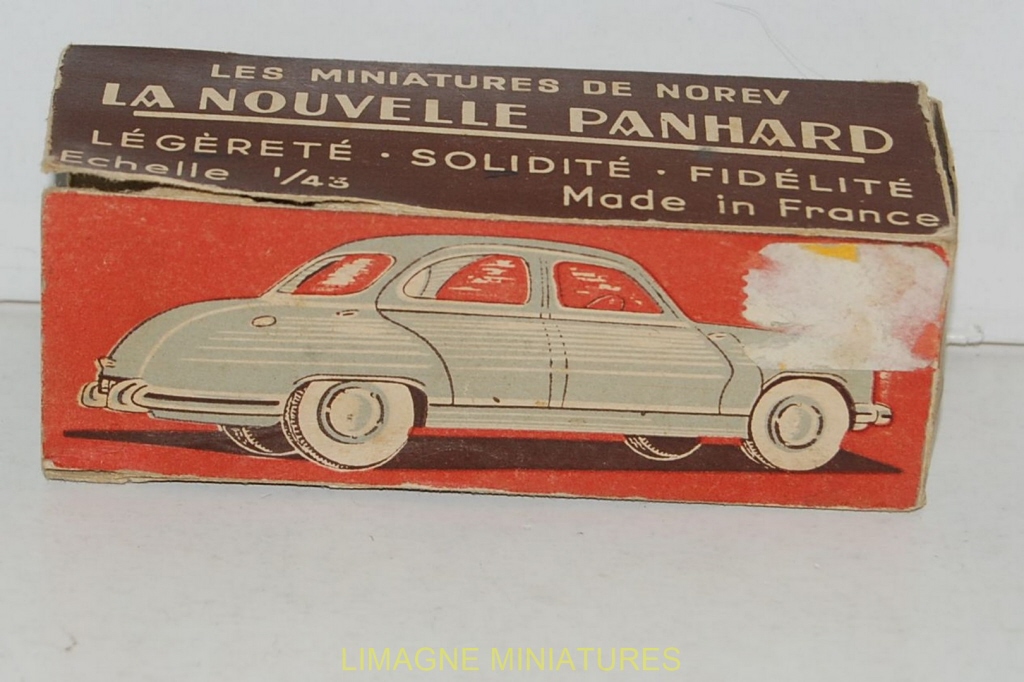 LES MINIATURES DE NOREV
LA NOUVELLE PANHARD
LÉGÈRETÉ · SOLIDITÉ · FIDÉLITÉ
Echelle 1/43 Made in France
LIMAGNE MINIATURES